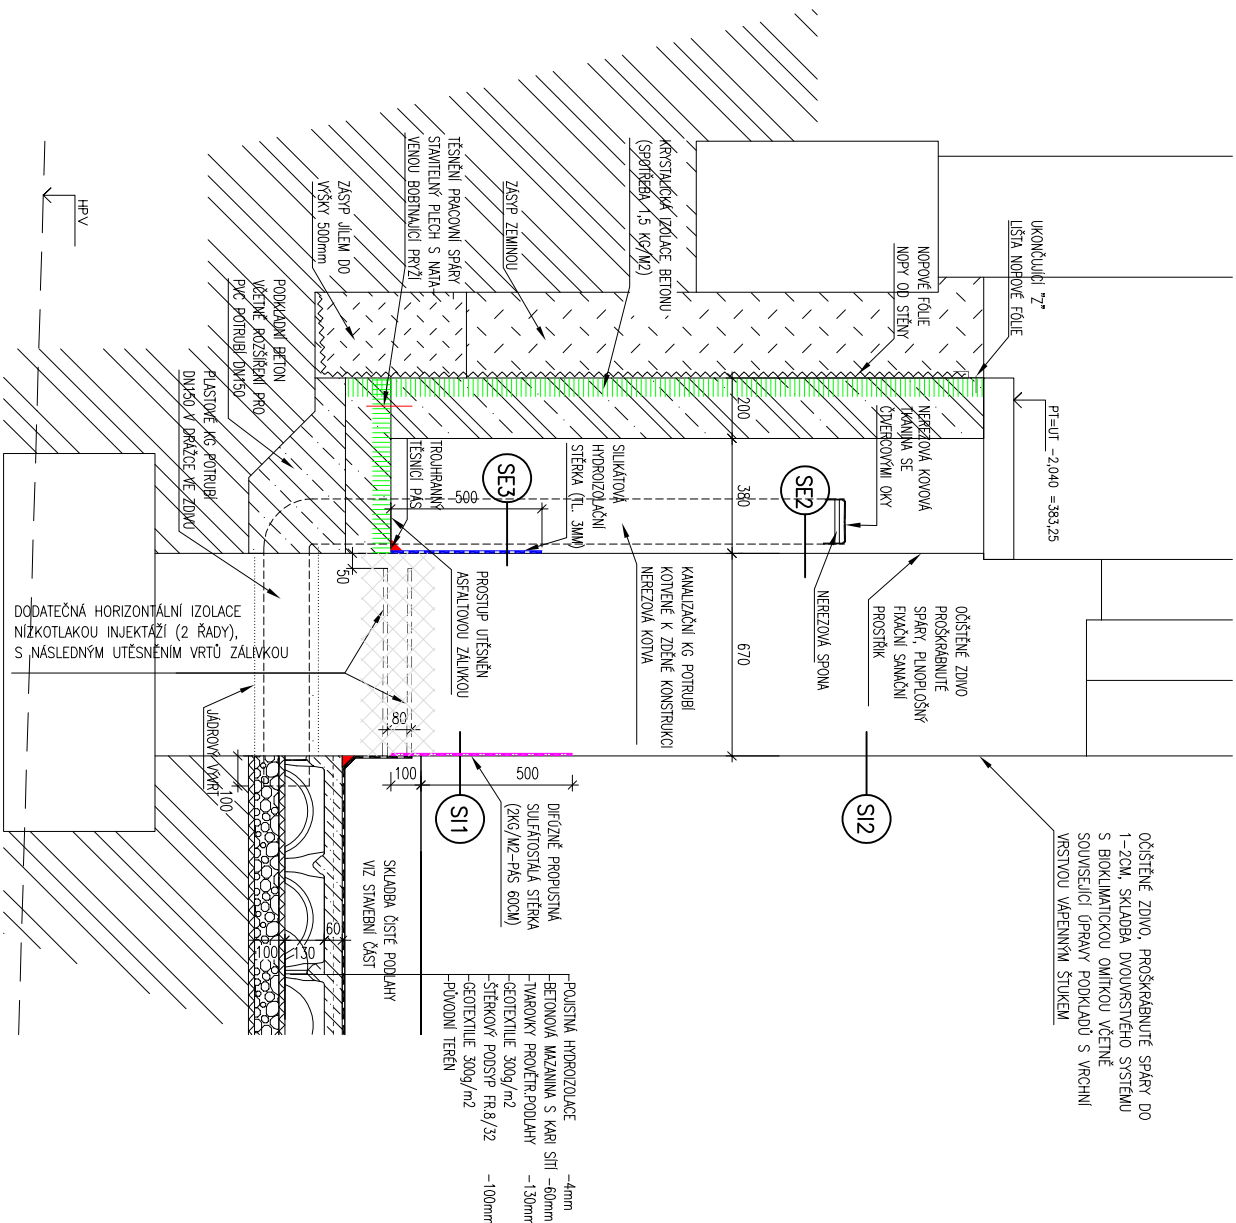 OČIŠTĚNÉ ZDIVO, PROŠKRÁBNUTÉ SPÁRY DO
1-2CM, SKLADBA DVOUVRSTVÉHO SYSTÉMU
S BIOKLIMATICKOU OMÍTKOU VČETNĚ
SOUVISEJÍCÍ ÚPRAVY PODKLADŮ S VRCHNÍ
VRSTVOU VÁPENNÝM ŠTUKEM
PT=UT -2,040 =383,25
UKONČUJÍCÍ "Z"
LIŠTA NOPOVÉ FÓLIE
NOPOVÉ FÓLIE
NOPY OD STĚNY
NEREZOVÁ KOVOVÁ
TKANINA SE
ČTVERCOVÝMI OKY
OČIŠTĚNÉ ZDIVO
PROŠKRÁBNUTÉ
SPÁRY, PLNOPLOŠNÝ
FIXAČNÍ SANAČNÍ
PROSTŘIK
NEREZOVÁ SPONA
SE2
SI2
200
380
670
KRYSTALICKÁ IZOLACE BETONU
(SPOTŘEBA 1,5 KG/M2)
KANALIZAČNÍ KG POTRUBÍ
KOTVENÉ K ZDĚNÉ KONSTRUKCI
NEREZOVÁ KOTVA
SILIKÁTOVÁ
HYDROIZOLAČNÍ
STĚRKA (TL. 3MM)
ZÁSYP ZEMINOU
SE3
500
SI1
500
100
DIFÚZNĚ PROPUSTNÁ
SULFÁTOSTÁLÁ STĚRKA
(2KG/M2-PÁS 60CM)
TĚSNĚNÍ PRACOVNÍ SPÁRY
STAVITELNÝ PLECH S NATA-
VENOU BOBTNAJÍCÍ PRYŽÍ
TROJHRANNÝ
TĚSNÍCÍ PÁS
PROSTUP UTĚSNĚN
ASFALTOVOU ZÁLIVKOU
80
50
ZÁSYP JÍLEM DO
VÝŠKY 500mm
SKLADBA ČISTÉ PODLAHY
VIZ STAVEBNÍ ČÁST
POJISTNÁ HYDROIZOLACE -4mm
BETONOVÁ MAZANINA S KARI SÍTÍ -60mm
TVAROVKY PROVĚTR.PODLAHY -130mm
GEOTEXTILIE 300g/m2
ŠTĚRKOVÝ PODSYP FR.8/32 -100mm
GEOTEXTILIE 300g/m2
PŮVODNÍ TERÉN
PODKLADNÍ BETON
VČETNĚ ROZŠÍŘENÍ PRO
PVC POTRUBÍ DN150
PLASTOVÉ KG POTRUBÍ
DN150 V DRÁŽCE VE ZDIVU
JÁDROVÝ VÝVRT
100
60
130
100
DODATEČNÁ HORIZONTÁLNÍ IZOLACE
NÍZKOTLAKOU INJEKTÁŽÍ (2 ŘADY),
S NÁSLEDNÝM UTĚSNĚNÍM VRTŮ ZÁLIVKOU
HPV